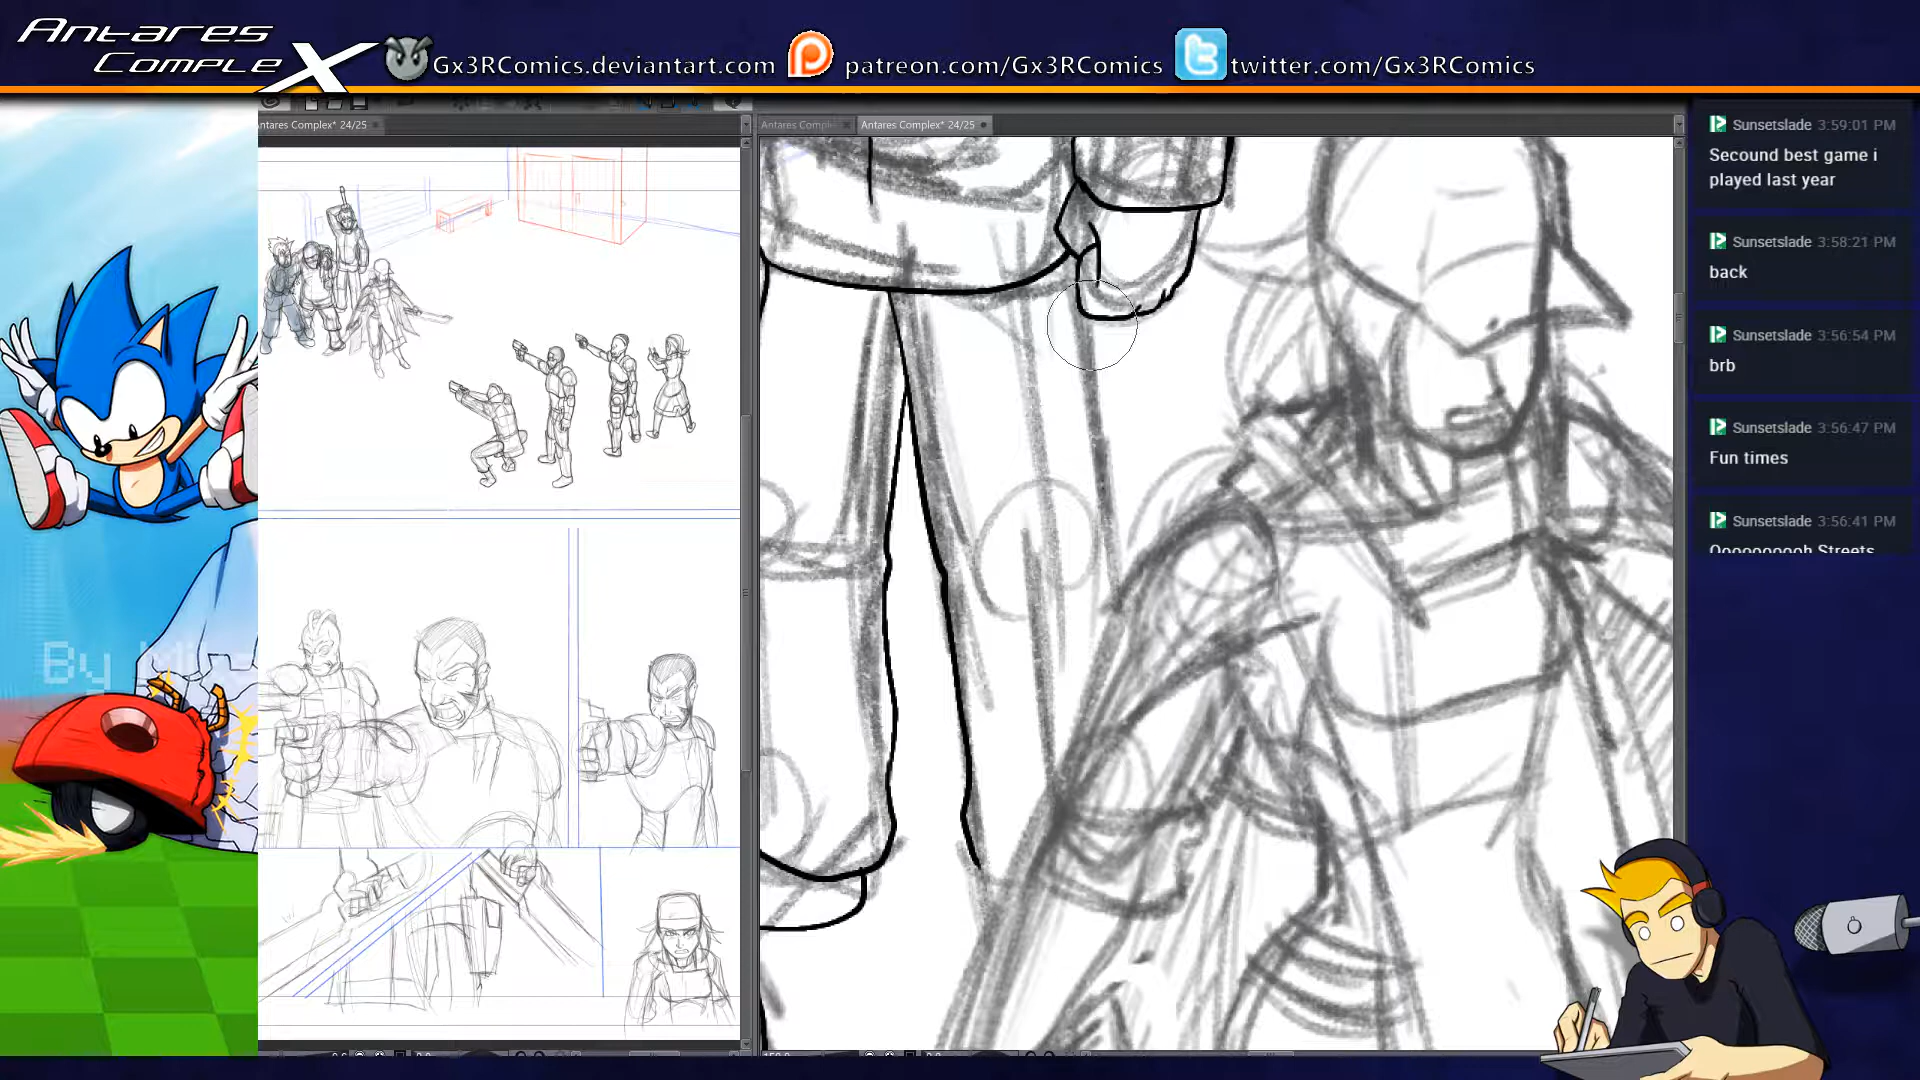 Antares
Complex
Gx3RComics.deviantart.com
patreon.com/Gx3RComics
twitter.com/Gx3RComics
ntares Complex* 24/25
Antares Compl
Antares Complex* 24/25
Sunsetslade 3:59:01 PM
Secound best game i
played last year
Sunsetslade 3:58:21 PM
back
Sunsetslade 3:56:54 PM
brb
Sunsetslade 3:56:47 PM
Fun times
Sunsetslade 3:56:41 PM
Ooooooooh Streets
By